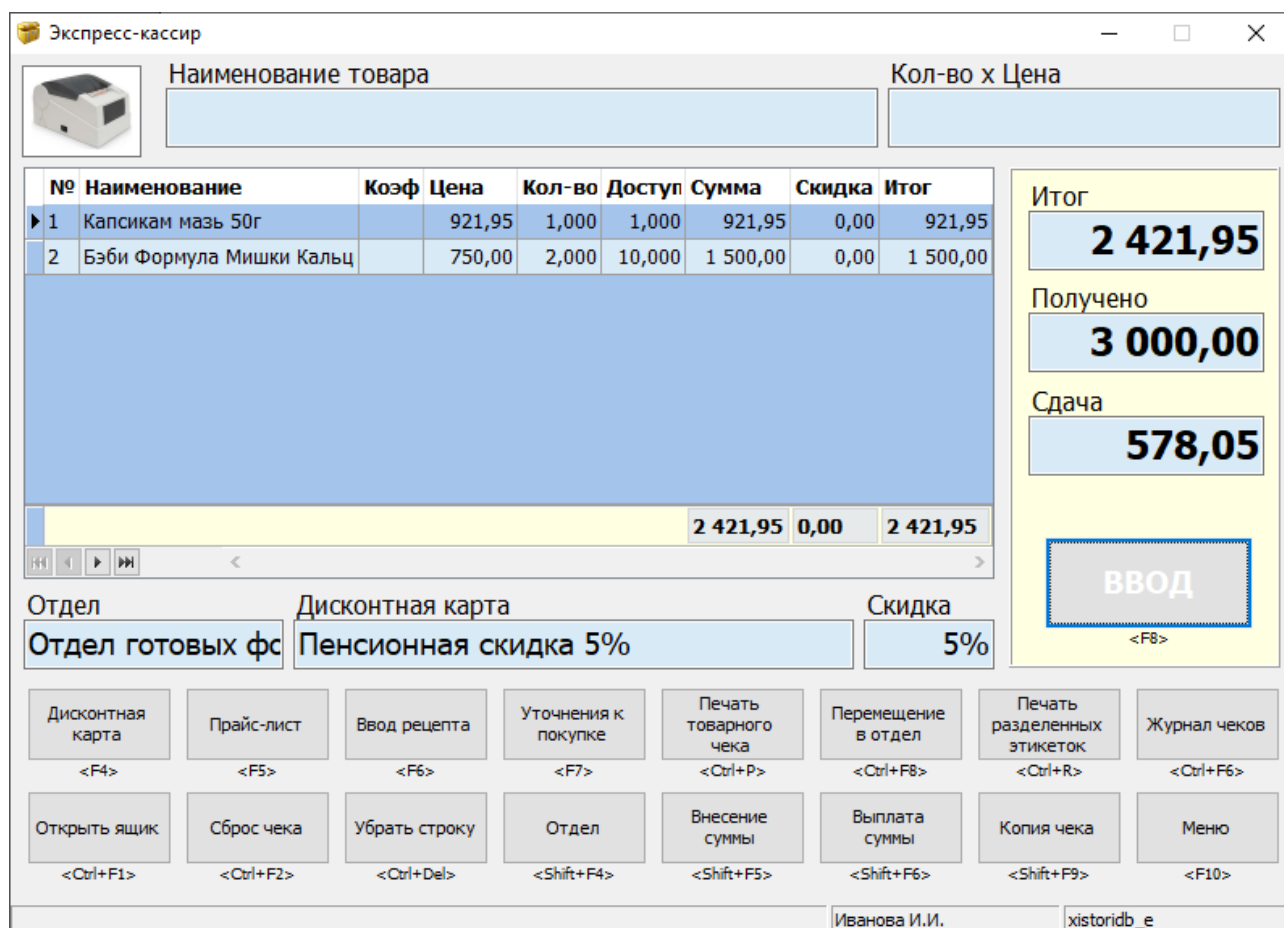 Экспресс-кассир
Наименование товара
Кол-во х Цена
№ Наименование Коэф Цена Кол-во Доступ Сумма Скидка Итог
1 Капсикам мазь 50г 921,95 1,000 1,000 921,95 0,00 921,95
2 Бэби Формула Мишки Кальц 750,00 2,000 10,000 1 500,00 0,00 1 500,00
2 421,95 0,00 2 421,95
Итог
2 421,95
Получено
3 000,00
Сдача
578,05
ВВОД
<F8>
Отдел Дисконтная карта Скидка
Отдел готовых фо Пенсионная скидка 5% 5%
Дисконтная карта
<F4>
Прайс-лист
<F5>
Ввод рецепта
<F6>
Уточнения к покупке
<F7>
Печать товарного чека
<Ctrl+P>
Перемещение в отдел
<Ctrl+F8>
Печать разделенных этикеток
<Ctrl+R>
Журнал чеков
<Ctrl+F6>
Открыть ящик
<Ctrl+F1>
Сброс чека
<Ctrl+F2>
Убрать строку
<Ctrl+Del>
Отдел
<Shift+F4>
Внесение суммы
<Shift+F5>
Выплата суммы
<Shift+F6>
Копия чека
<Shift+F9>
Меню
<F10>
Иванова И.И. xistoridb_e